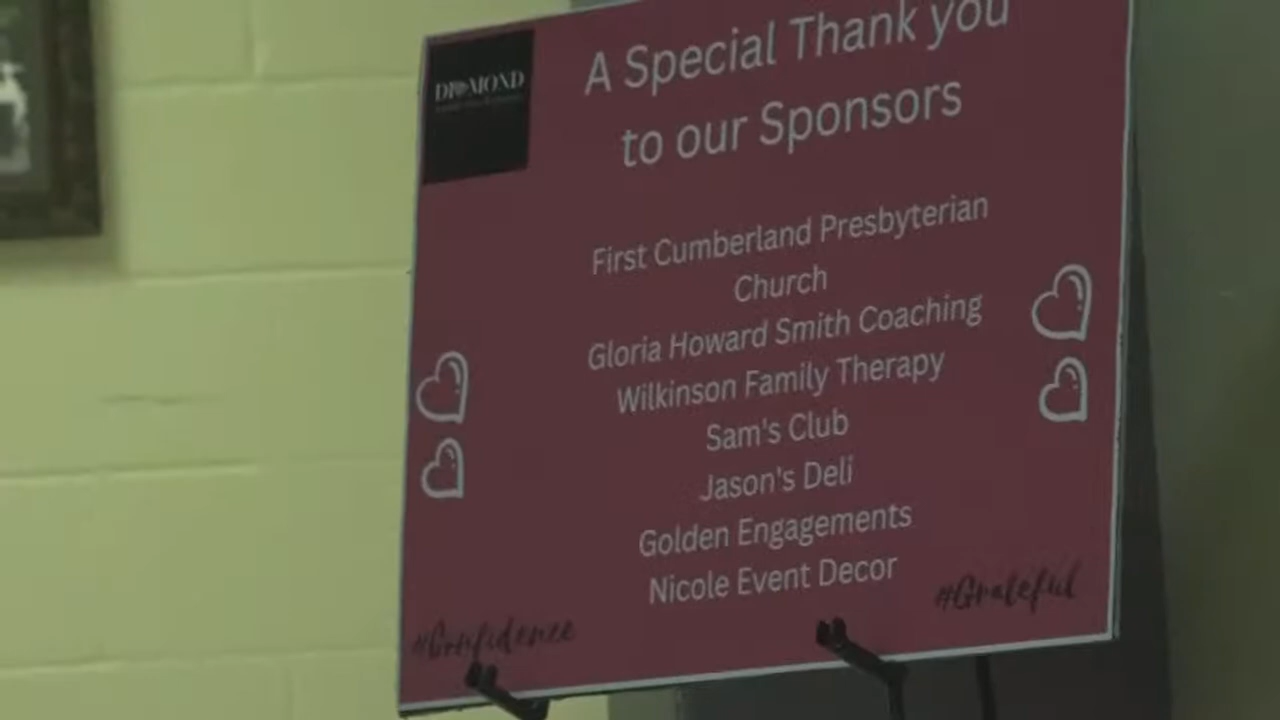 DIAMOND
A Special Thank you
to our Sponsors
First Cumberland Presbyterian
Church
Gloria Howard Smith Coaching
Wilkinson Family Therapy
Sam's Club
Jason's Deli
Golden Engagements
Nicole Event Decor
#Grateful
#Confidence